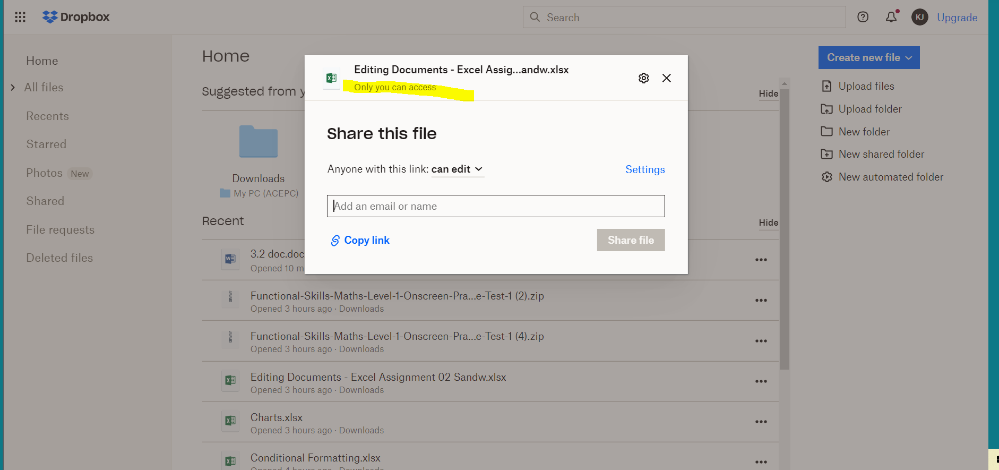 Dropbox
Search
KJ
Upgrade
Home
All files
Recents
Starred
Photos New
Shared
File requests
Deleted files
Home
Suggested from y
Hide
Downloads
My PC (ACEPC)
Recent
Hide
3.2 doc.doc
Opened 10 m
Functional-Skills-Maths-Level-1-Onscreen-Pra...e-Test-1 (2).zip
Opened 3 hours ago · Downloads
Functional-Skills-Maths-Level-1-Onscreen-Pra...e-Test-1 (4).zip
Opened 3 hours ago · Downloads
Editing Documents - Excel Assignment 02 Sandw.xlsx
Opened 3 hours ago · Downloads
Charts.xlsx
Opened 3 hours ago · Downloads
Conditional Formatting.xlsx
Opened 4 hours ago · Downloads
Editing Documents - Excel Assig...andw.xlsx
Only you can access
Share this file
Anyone with this link: can edit
Settings
Add an email or name
Copy link
Share file
Create new file
Upload files
Upload folder
New folder
New shared folder
New automated folder